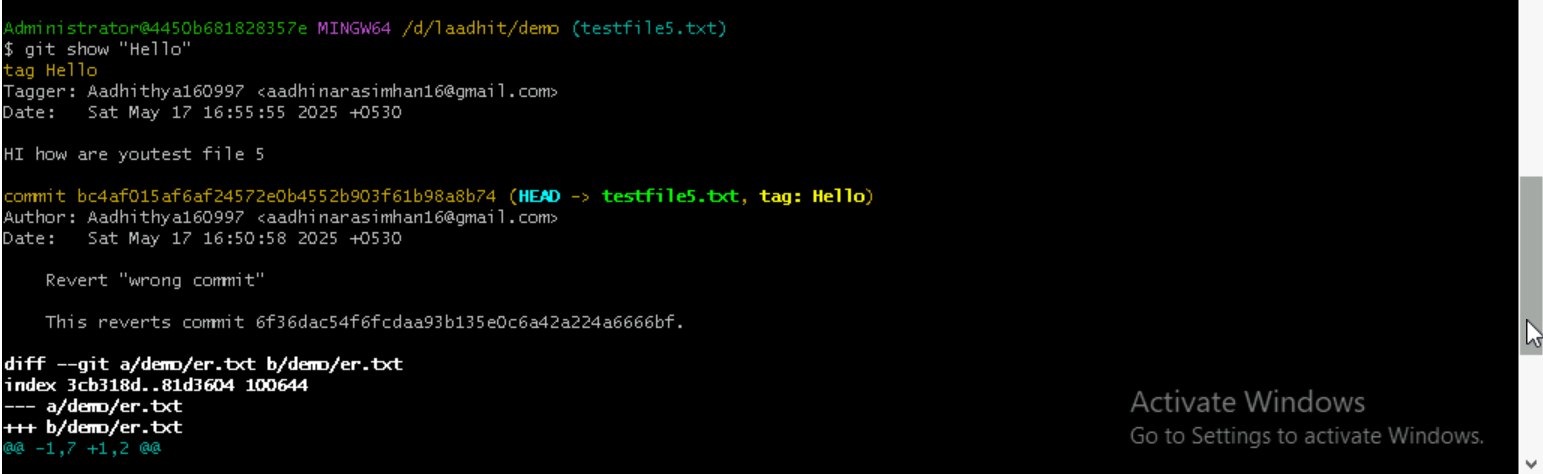 Administrator@4450b681828357e MINGW64 /d/laadhit/demo (testfile5.txt)
$ git show "Hello"
tag Hello
Tagger: Aadhithya160997 <aadhinarasimhan16@gmail.com>
Date:   Sat May 17 16:55:55 2025 +0530

HI how are youtest file 5

commit bc4af015af6af24572e0b4552b903f61b98a8b74 (HEAD -> testfile5.txt, tag: Hello)
Author: Aadhithya160997 <aadhinarasimhan16@gmail.com>
Date:   Sat May 17 16:50:58 2025 +0530

    Revert "wrong commit"

    This reverts commit 6f36dac54f6fcdaa93b135e0c6a42a224a6666bf.

diff --git a/demo/er.txt b/demo/er.txt
index 3cb318d..81d3604 100644
--- a/demo/er.txt
+++ b/demo/er.txt
@@ -1,7 +1,2 @@
Activate Windows
Go to Settings to activate Windows.